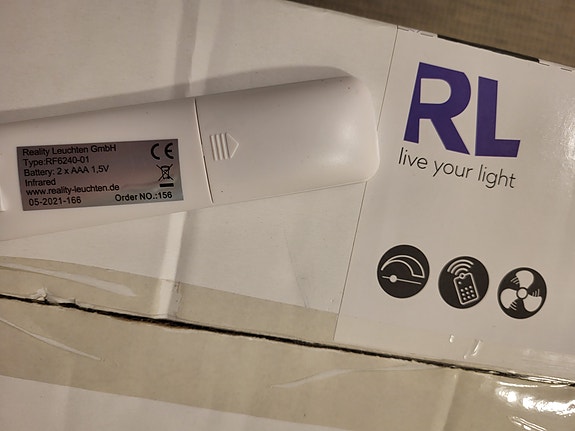 Reality Leuchten GmbH
Type:RF6240-01
Battery: 2 x AAA 1,5V
Infrared
www.reality-leuchten.de
05-2021-166
Order NO.:156
CE
RL
live your light